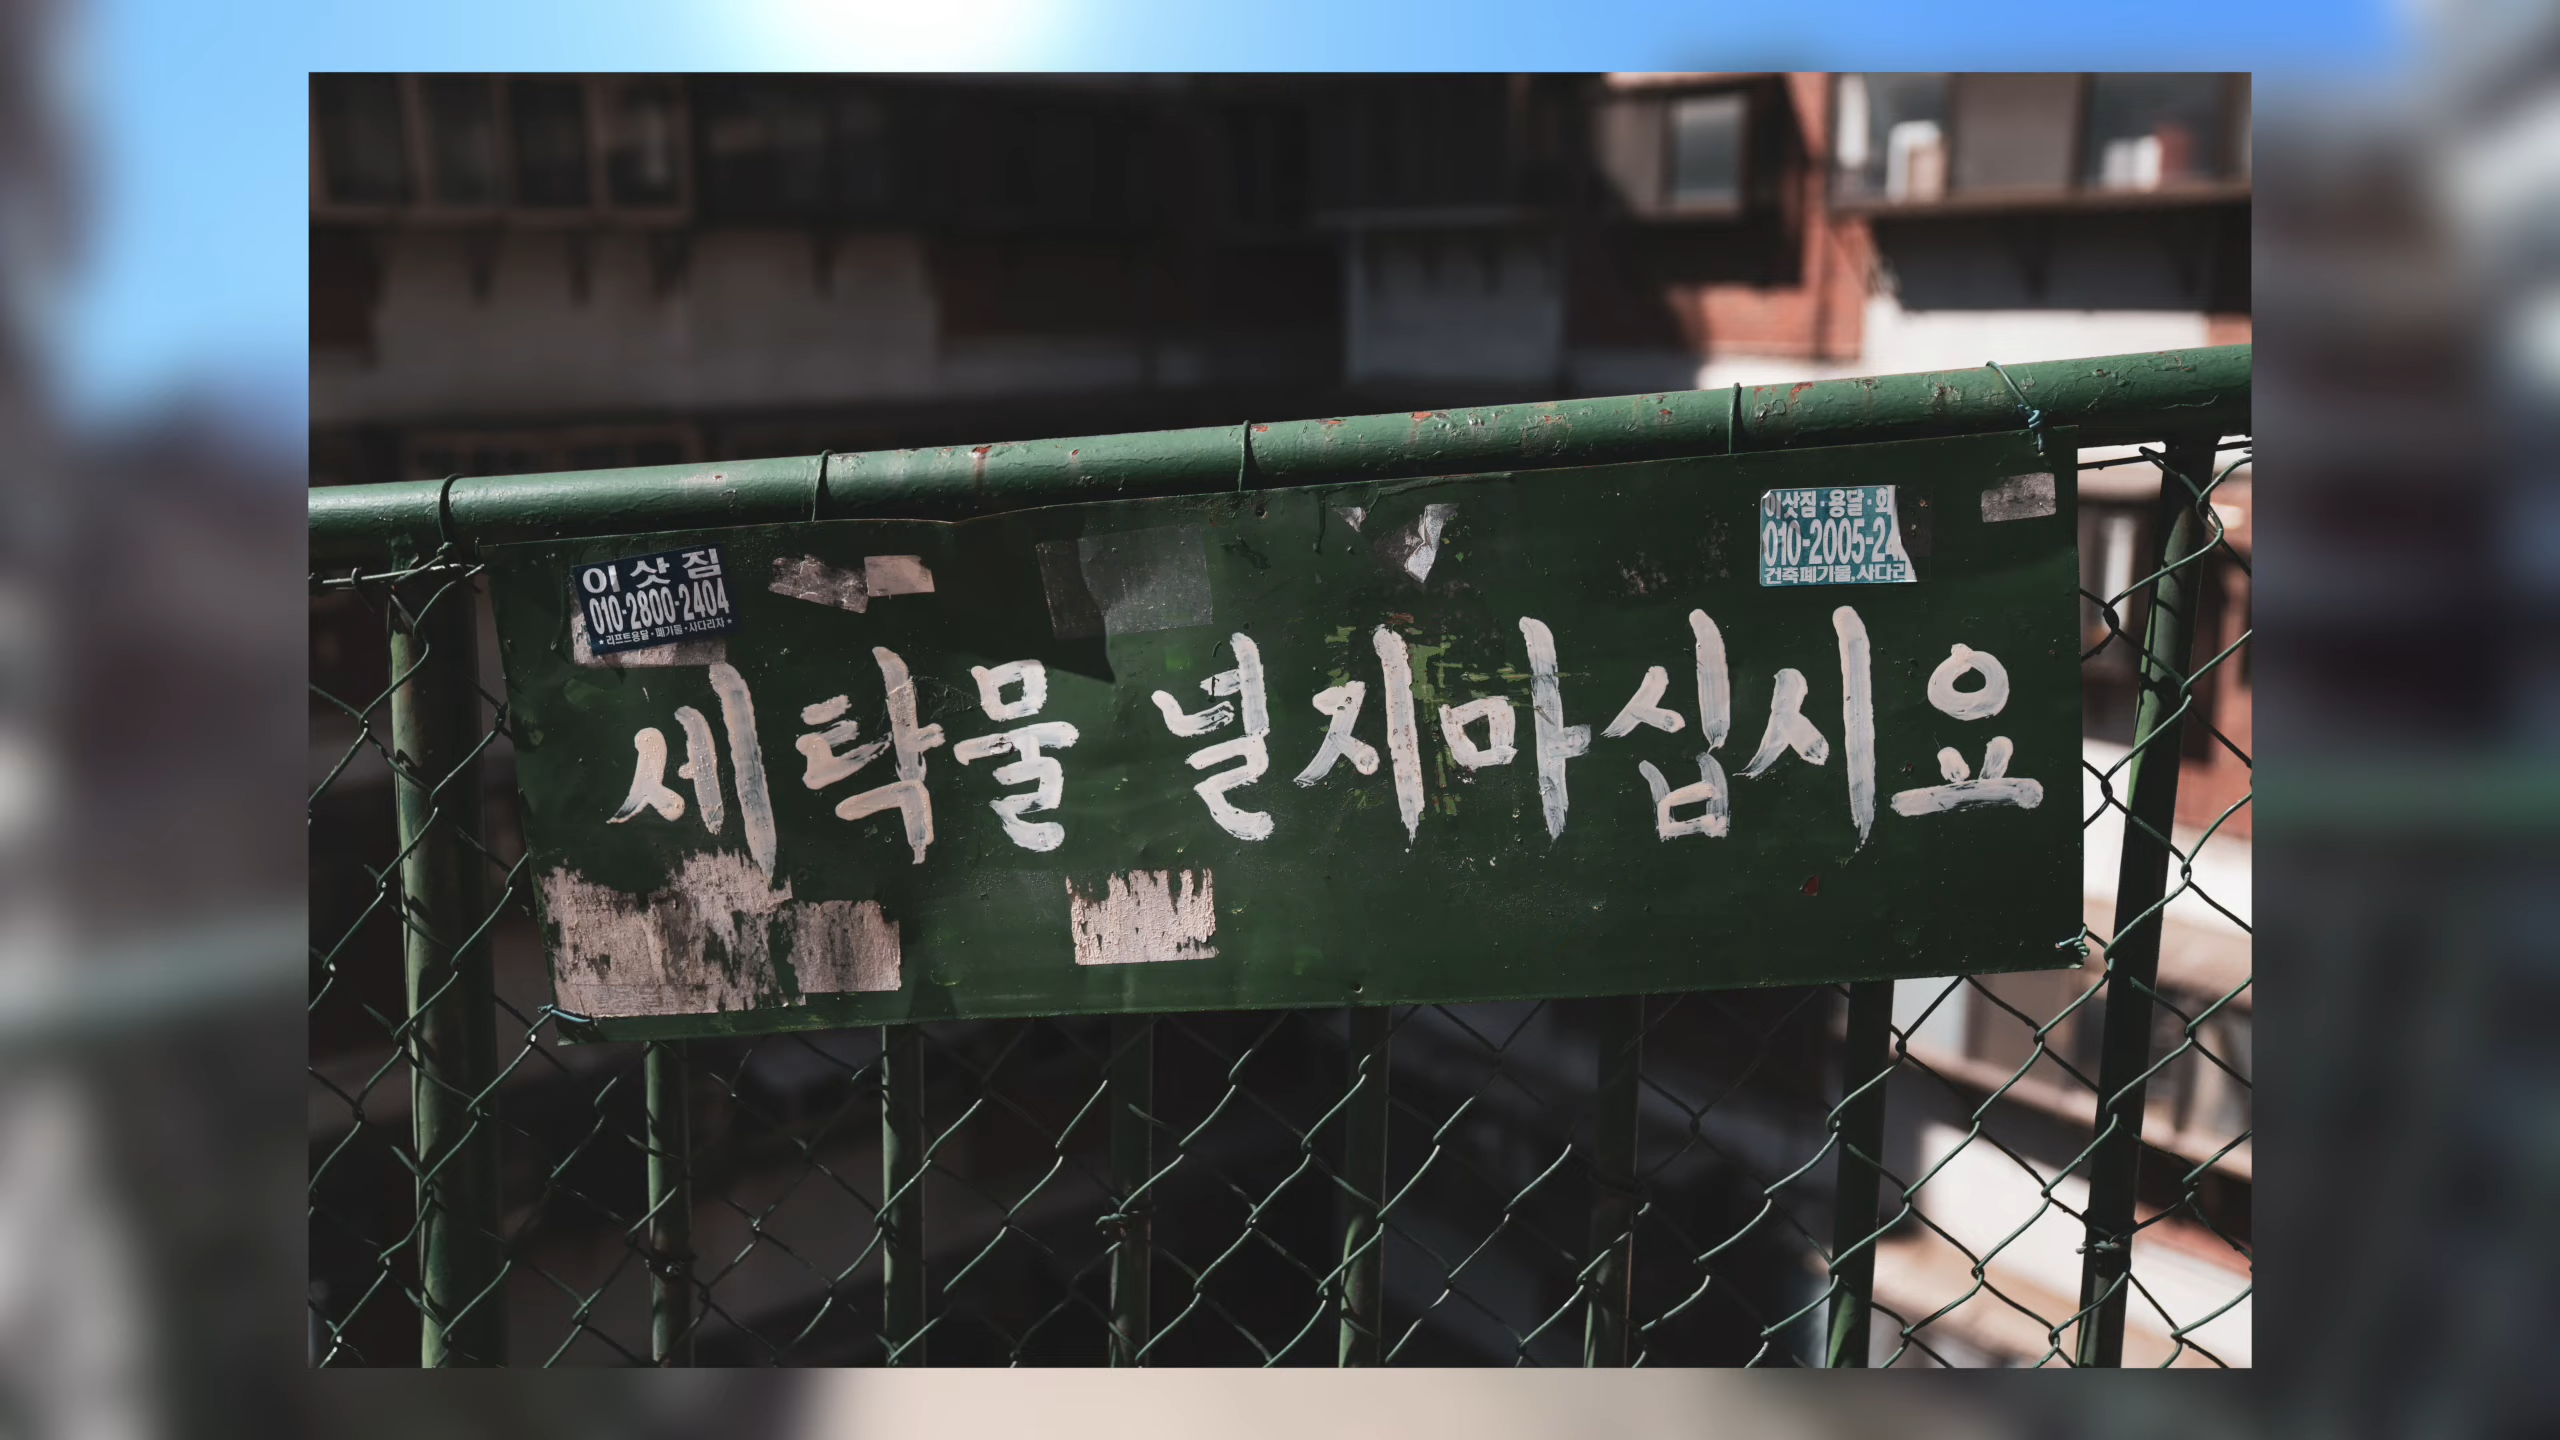 이삿짐
010-2800-2404
*리프트용달·폐기물·사다리차*
이삿짐·용달·화
010-2005-24
건축폐기물,사다리
세탁물 널지마십시요